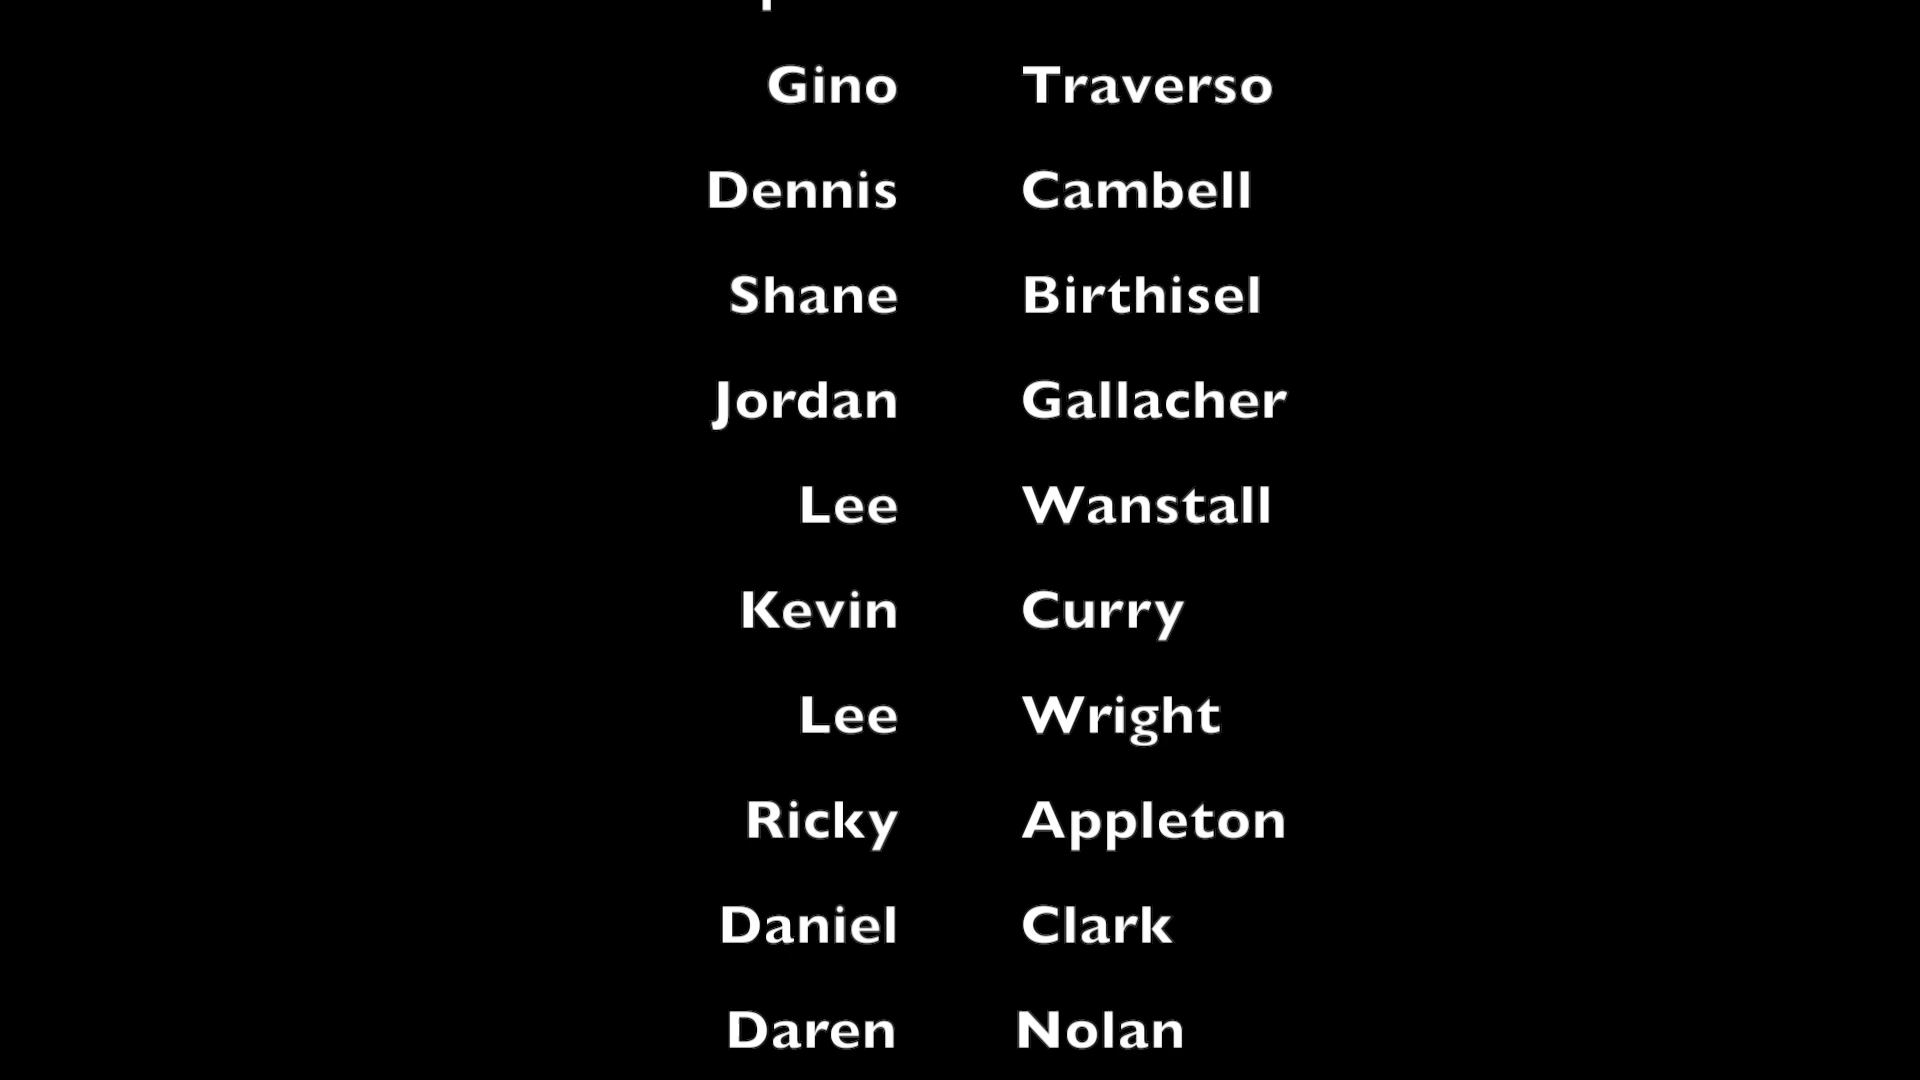 Gino Traverso
Dennis Cambell
Shane Birthisel
Jordan Gallacher
Lee Wanstall
Kevin Curry
Lee Wright
Ricky Appleton
Daniel Clark
Daren Nolan